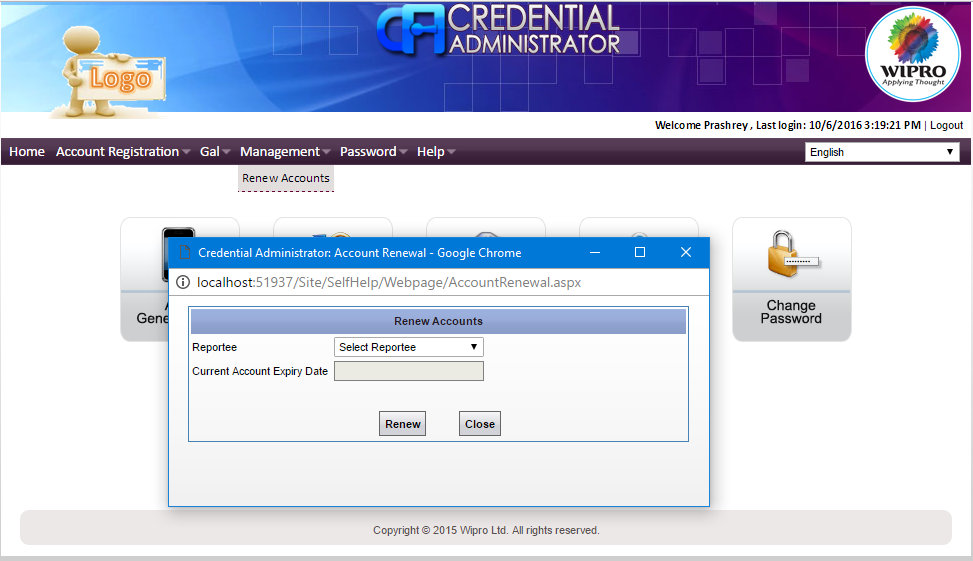 CREDENTIAL
ADMINISTRATOR
Logo
WIPRO
Applying Thought
Welcome Prashrey , Last login: 10/6/2016 3:19:21 PM | Logout
Home Account Registration Gal Management Password Help English
Renew Accounts
Credential Administrator: Account Renewal - Google Chrome
localhost:51937/Site/SelfHelp/Webpage/AccountRenewal.aspx
Renew Accounts
Reportee Select Reportee
Current Account Expiry Date
Renew Close
Change
Password
Copyright © 2015 Wipro Ltd. All rights reserved.